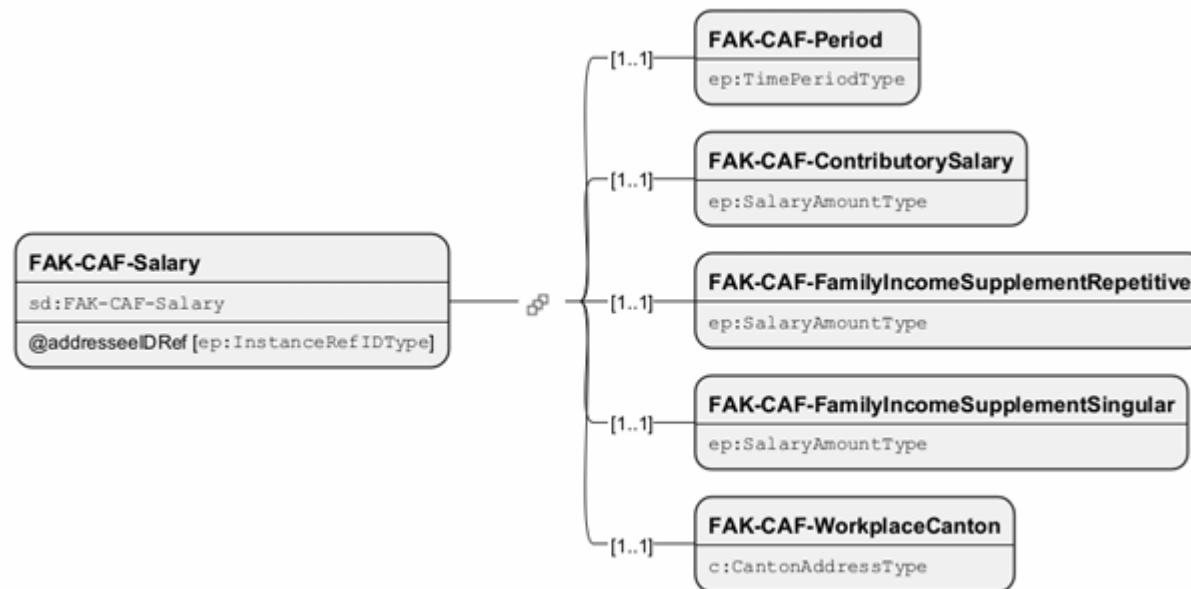 FAK-CAF-Period
[1..1]
ep:TimePeriodType
FAK-CAF-ContributorySalary
[1..1]
ep:SalaryAmountType
FAK-CAF-Salary
sd:FAK-CAF-Salary
@addresseeIDRef [ep:InstanceRefIDType]
FAK-CAF-FamilyIncomeSupplementRepetitive
[1..1]
ep:SalaryAmountType
FAK-CAF-FamilyIncomeSupplementSingular
[1..1]
ep:SalaryAmountType
FAK-CAF-WorkplaceCanton
[1..1]
c:CantonAddressType